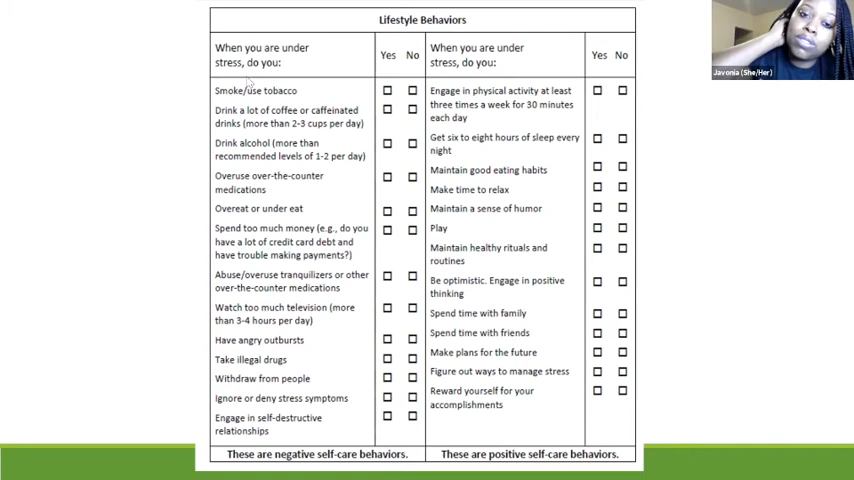 Lifestyle Behaviors
When you are under
stress, do you:
Yes
No
Smoke/use tobacco
Drink a lot of coffee or caffeinated
drinks (more than 2-3 cups per day)
Drink alcohol (more than
recommended levels of 1-2 per day)
Overuse over-the-counter
medications
Overeat or under eat
Spend too much money (e.g., do you
have a lot of credit card debt and
have trouble making payments?)
Abuse/overuse tranquilizers or other
over-the-counter medications
Watch too much television (more
than 3-4 hours per day)
Have angry outbursts
Take illegal drugs
Withdraw from people
Ignore or deny stress symptoms
Engage in self-destructive
relationships
These are negative self-care behaviors.
When you are under
stress, do you:
Yes
No
Engage in physical activity at least
three times a week for 30 minutes
each day
Get six to eight hours of sleep every
night
Maintain good eating habits
Make time to relax
Maintain a sense of humor
Play
Maintain healthy rituals and
routines
Be optimistic. Engage in positive
thinking
Spend time with family
Spend time with friends
Make plans for the future
Figure out ways to manage stress
Reward yourself for your
accomplishments
These are positive self-care behaviors.
Javonia (She/Her)